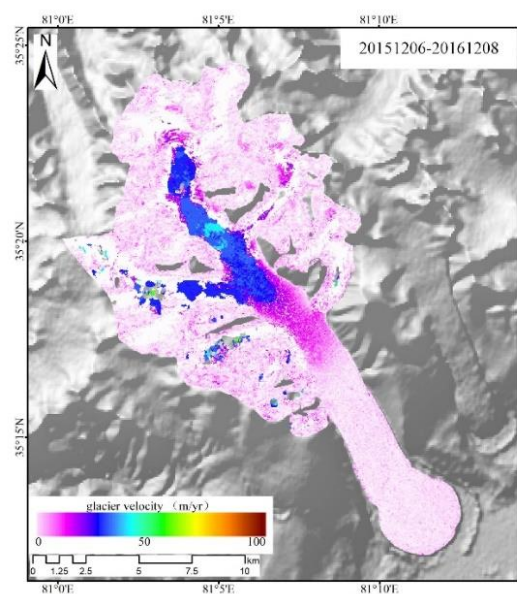 81°0'E 81°5'E 81°10'E
N
20151206-20161208
35°25'N
35°20'N
35°15'N
glacier velocity （m/yr）
0 50 100
0 1.25 2.5 5 7.5 10 km
81°0'E 81°5'E 81°10'E